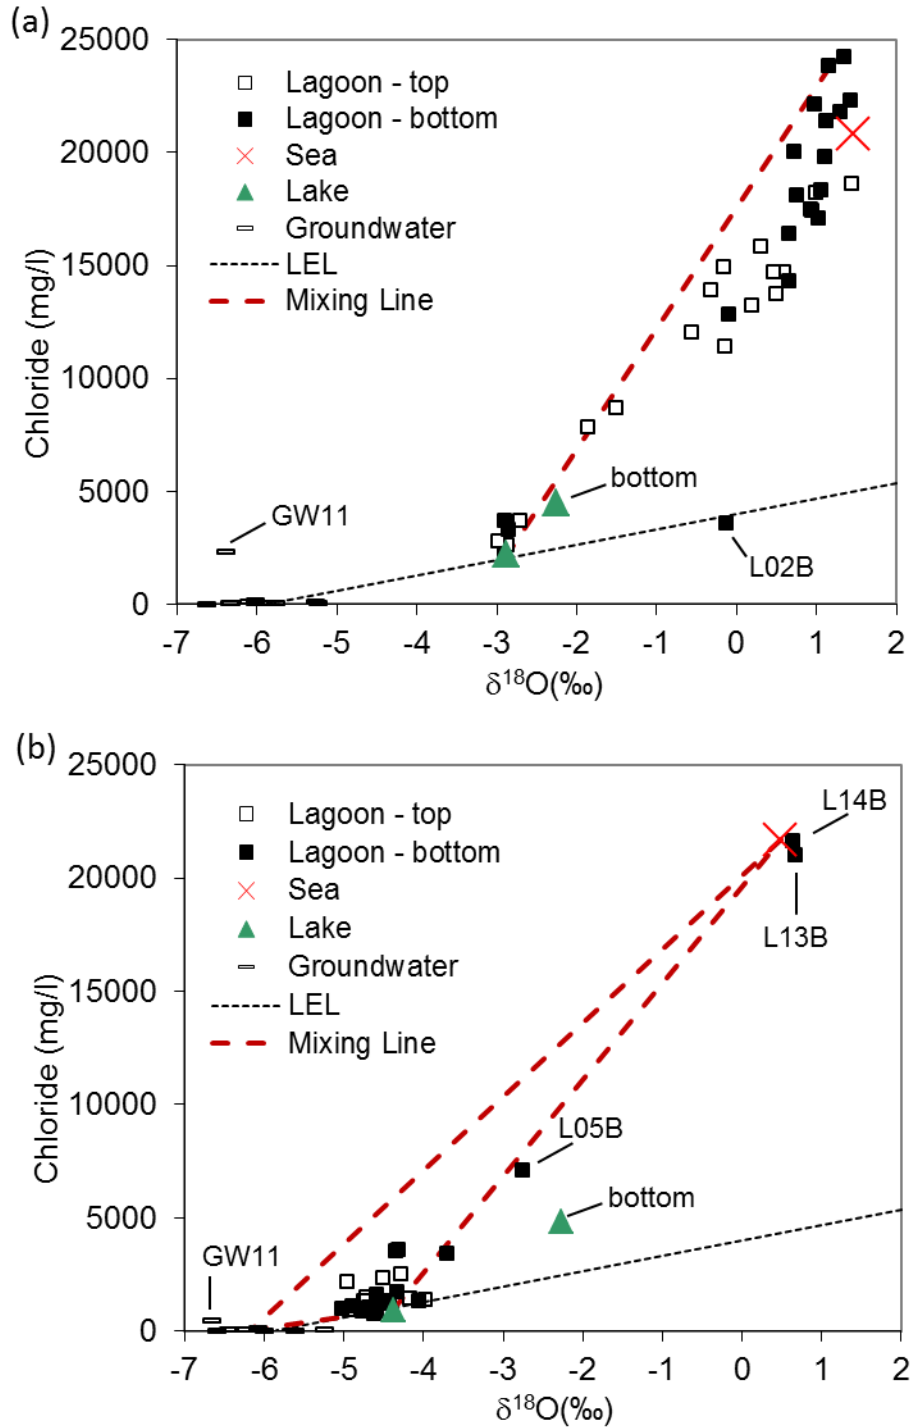 (a)
25000
20000
15000
10000
5000
0
Chloride (mg/l)
Lagoon - top
Lagoon - bottom
Sea
Lake
Groundwater
LEL
Mixing Line
bottom
GW11
L02B
-7 -6 -5 -4 -3 -2 -1 0 1 2
δ¹⁸O(‰)
(b)
25000
20000
15000
10000
5000
0
Chloride (mg/l)
Lagoon - top
Lagoon - bottom
Sea
Lake
Groundwater
LEL
Mixing Line
L14B
L13B
L05B
bottom
GW11
-7 -6 -5 -4 -3 -2 -1 0 1 2
δ¹⁸O(‰)